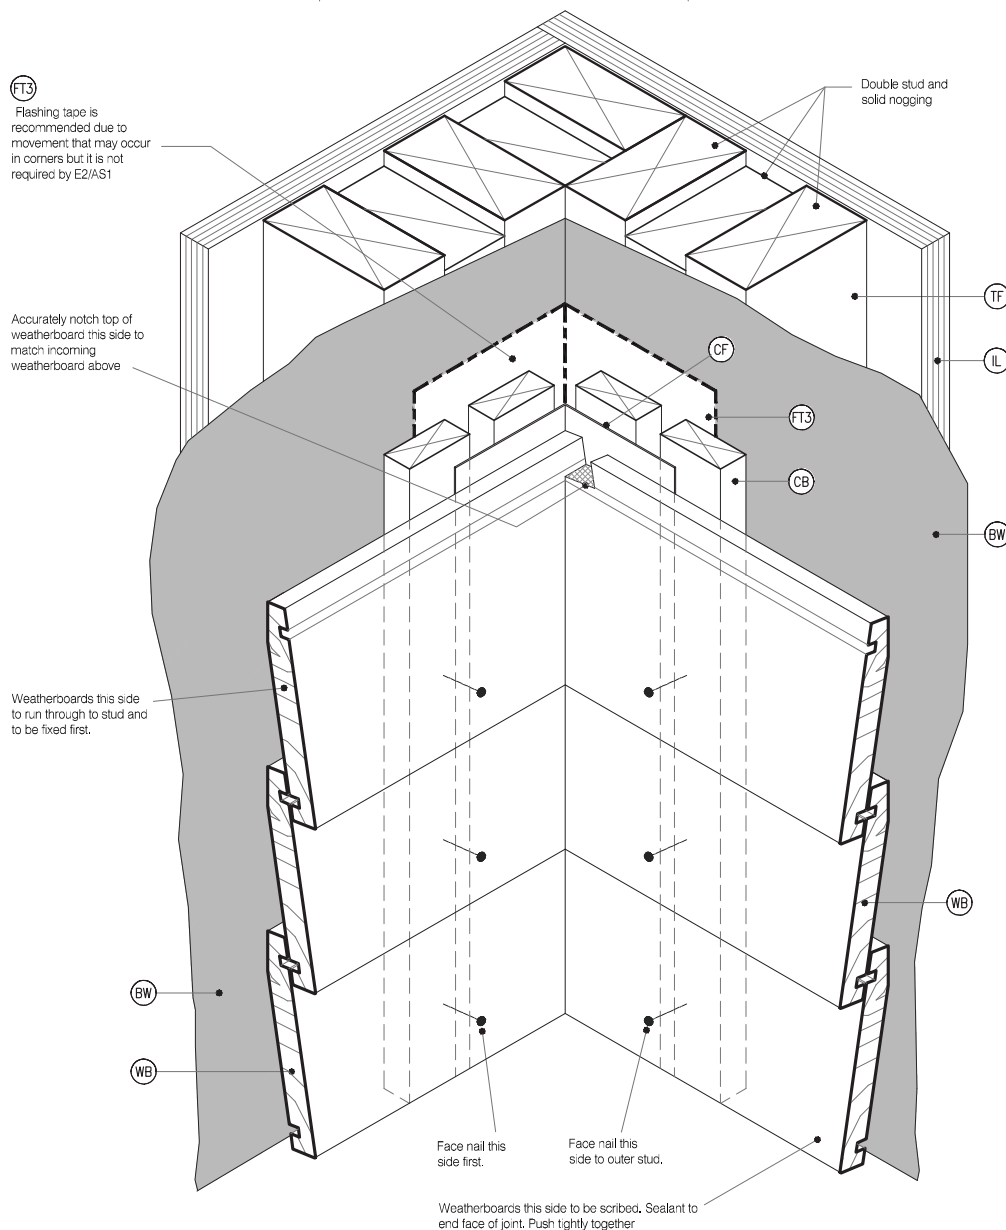 FT3
Flashing tape is
recommended due to
movement that may occur
in corners but it is not
required by E2/AS1
Double stud and
solid nogging
TF
Accurately notch top of
weatherboard this side to
match incoming
weatherboard above
CF
IL
FT3
CB
BW
Weatherboards this side
to run through to stud and
to be fixed first.
WB
BW
WB
Face nail this
side first.
Face nail this
side to outer stud.
Weatherboards this side to be scribed. Sealant to
end face of joint. Push tightly together